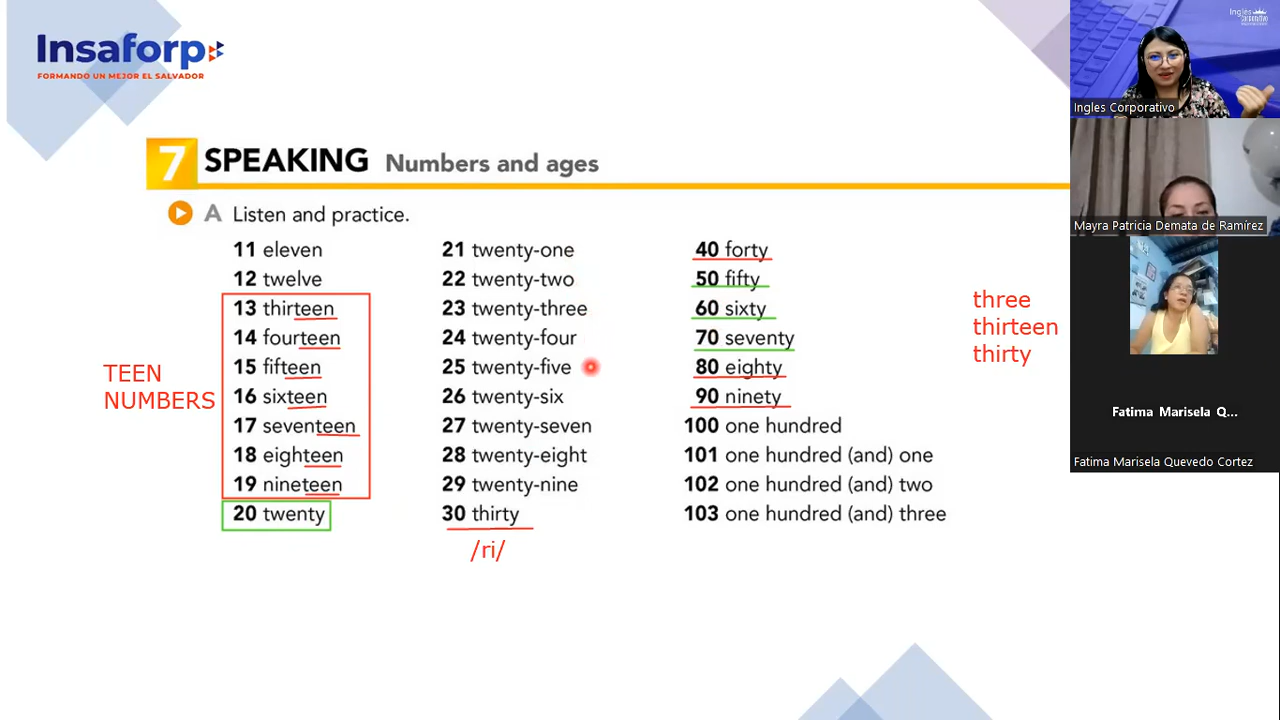 Insaforp
FORMANDO UN MEJOR EL SALVADOR
7 SPEAKING Numbers and ages
A Listen and practice.
11 eleven
12 twelve
13 thirteen
14 fourteen
15 fifteen
16 sixteen
17 seventeen
18 eighteen
19 nineteen
20 twenty
TEEN
NUMBERS
21 twenty-one
22 twenty-two
23 twenty-three
24 twenty-four
25 twenty-five
26 twenty-six
27 twenty-seven
28 twenty-eight
29 twenty-nine
30 thirty
/ri/
40 forty
50 fifty
60 sixty
70 seventy
80 eighty
90 ninety
100 one hundred
101 one hundred (and) one
102 one hundred (and) two
103 one hundred (and) three
three
thirteen
thirty
Ingles
Ingles Corporativo
Mayra Patricia Demata de Ramírez
Fatima Marisela Q...
Fatima Marisela Quevedo Cortez